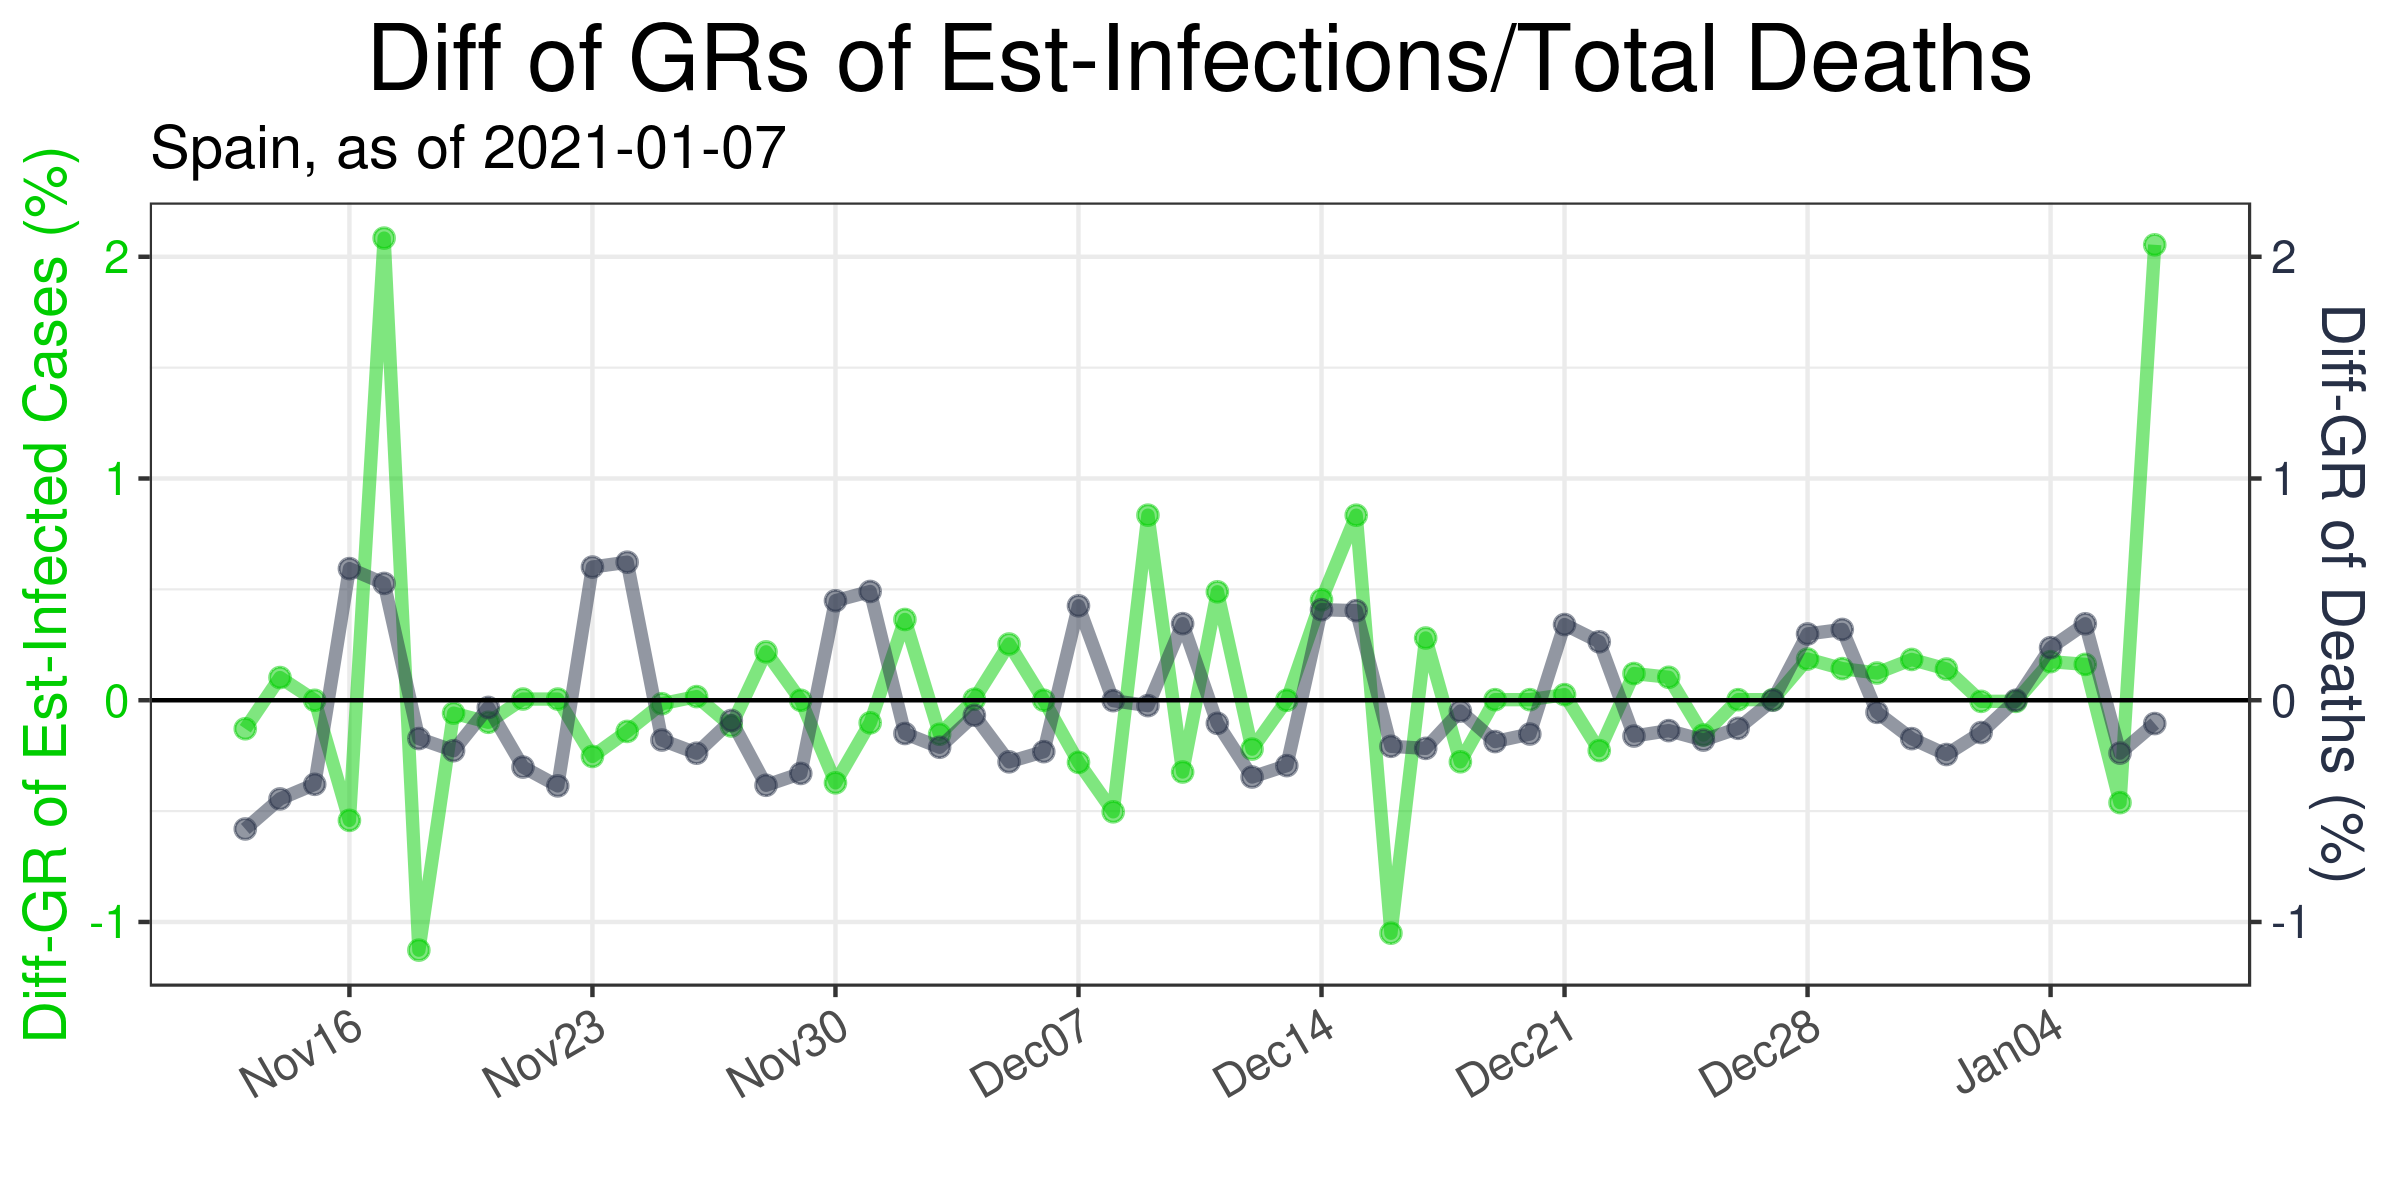 Diff of GRs of Est-Infections/Total Deaths
Spain, as of 2021-01-07
Diff-GR of Est-Infected Cases (%)
2
1
0
-1
2
1
0
-1
Diff-GR of Deaths (%)
Nov16
Nov23
Nov30
Dec07
Dec14
Dec21
Dec28
Jan04